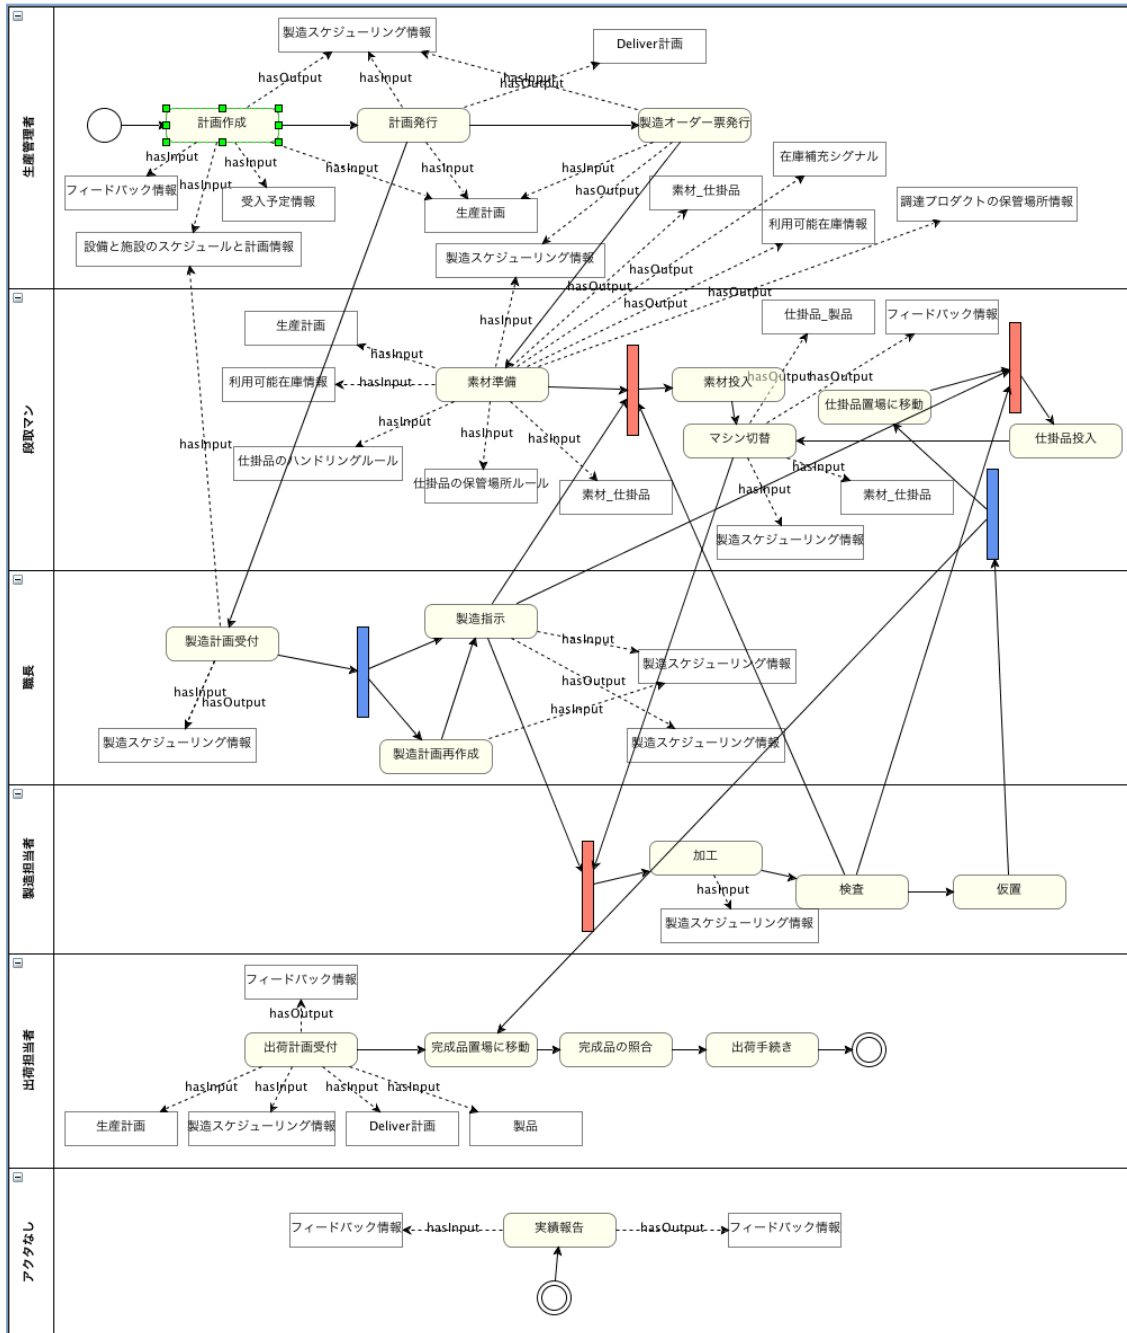 生産管理者
製造スケジューリング情報
Deliver計画
hasOutput
hasInput
hasInput
hasOutput
計画作成
計画発行
製造オーダー票発行
hasInput
hasInput
hasInput
hasInput
hasInput
hasInput
hasOutput
フィードバック情報
受入予定情報
生産計画
素材_仕掛品
在庫補充シグナル
利用可能在庫情報
調達プロダクトの保管場所情報
設備と施設のスケジュールと計画情報
製造スケジューリング情報
hasOutput
hasOutput
hasOutput
hasOutput
段取マン
生産計画
hasInput
hasInput
仕掛品_製品
フィードバック情報
利用可能在庫情報
hasInput
素材準備
素材投入
hasOutput
hasOutput
仕掛品置場に移動
hasInput
hasInput
hasInput
hasInput
マシン切替
仕掛品投入
仕掛品のハンドリングルール
仕掛品の保管場所ルール
素材_仕掛品
hasInput
hasInput
素材_仕掛品
製造スケジューリング情報
hasInput
職長
製造計画受付
製造指示
hasInput
製造スケジューリング情報
hasInput
hasOutput
hasOutput
hasInput
製造スケジューリング情報
製造計画再作成
製造スケジューリング情報
製造担当者
加工
hasInput
検査
仮置
製造スケジューリング情報
出荷担当者
フィードバック情報
hasOutput
出荷計画受付
完成品置場に移動
完成品の照合
出荷手続き
hasInput
hasInput
hasInput
hasInput
生産計画
製造スケジューリング情報
Deliver計画
製品
アクタなし
フィードバック情報
hasInput
実績報告
hasOutput
フィードバック情報